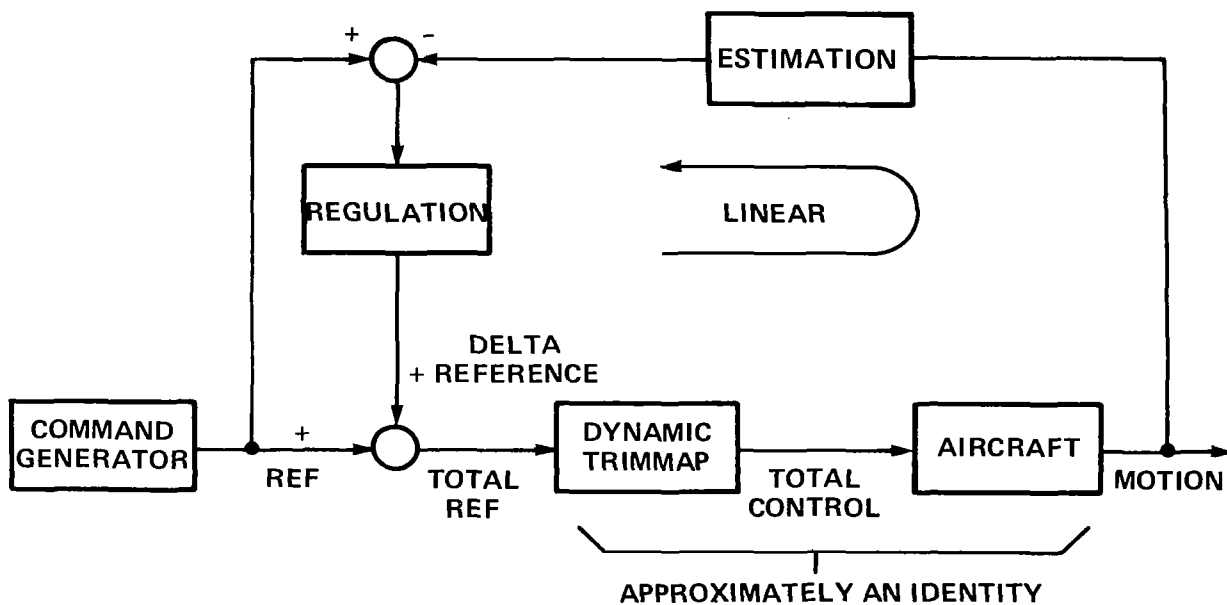 +
-
ESTIMATION
REGULATION
LINEAR
DELTA
+ REFERENCE
COMMAND
GENERATOR
+
REF
TOTAL
REF
DYNAMIC
TRIMMAP
TOTAL
CONTROL
AIRCRAFT
MOTION
APPROXIMATELY AN IDENTITY